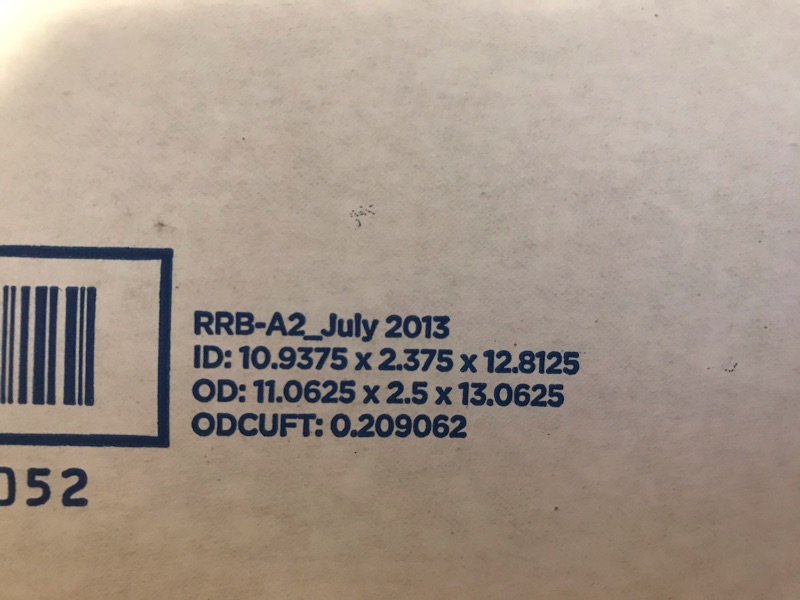 RRB-A2_July 2013
ID: 10.9375 x 2.375 x 12.8125
OD: 11.0625 x 2.5 x 13.0625
ODCUFT: 0.209062
052